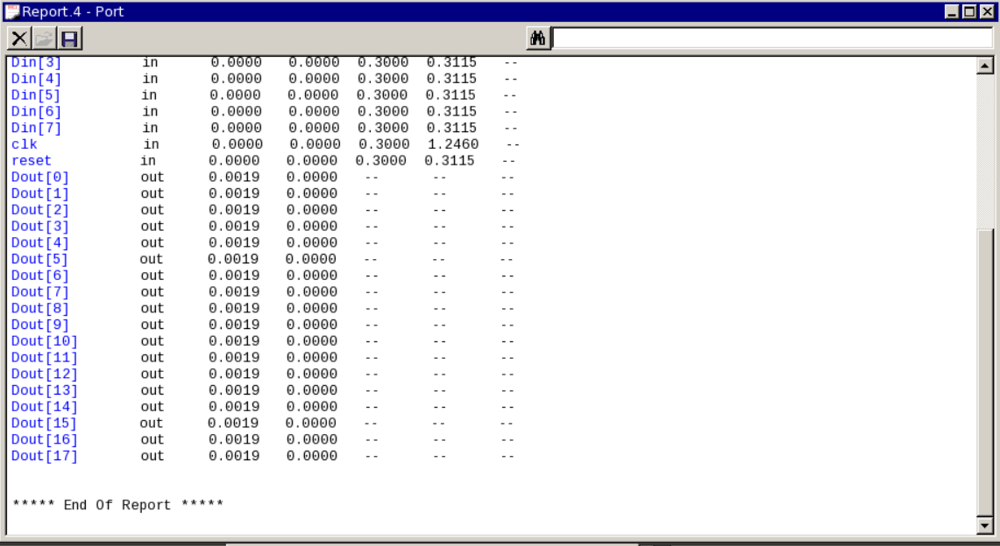 Report.4 - Port
Din[3] in 0.0000 0.0000 0.3000 0.3115 --
Din[4] in 0.0000 0.0000 0.3000 0.3115 --
Din[5] in 0.0000 0.0000 0.3000 0.3115 --
Din[6] in 0.0000 0.0000 0.3000 0.3115 --
Din[7] in 0.0000 0.0000 0.3000 0.3115 --
clk in 0.0000 0.0000 0.3000 1.2460 --
reset in 0.0000 0.0000 0.3000 0.3115 --
Dout[0] out 0.0019 0.0000 -- -- --
Dout[1] out 0.0019 0.0000 -- -- --
Dout[2] out 0.0019 0.0000 -- -- --
Dout[3] out 0.0019 0.0000 -- -- --
Dout[4] out 0.0019 0.0000 -- -- --
Dout[5] out 0.0019 0.0000 -- -- --
Dout[6] out 0.0019 0.0000 -- -- --
Dout[7] out 0.0019 0.0000 -- -- --
Dout[8] out 0.0019 0.0000 -- -- --
Dout[9] out 0.0019 0.0000 -- -- --
Dout[10] out 0.0019 0.0000 -- -- --
Dout[11] out 0.0019 0.0000 -- -- --
Dout[12] out 0.0019 0.0000 -- -- --
Dout[13] out 0.0019 0.0000 -- -- --
Dout[14] out 0.0019 0.0000 -- -- --
Dout[15] out 0.0019 0.0000 -- -- --
Dout[16] out 0.0019 0.0000 -- -- --
Dout[17] out 0.0019 0.0000 -- -- --
***** End Of Report *****